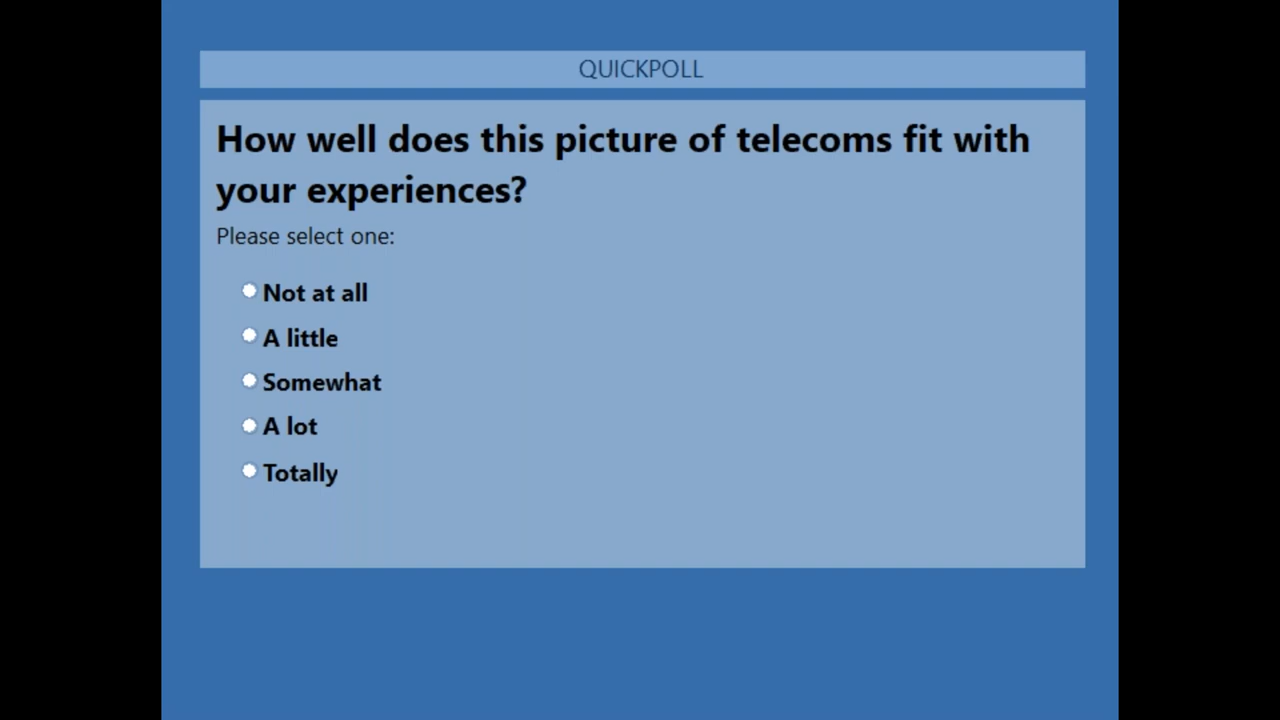 QUICKPOLL
How well does this picture of telecoms fit with
your experiences?
Please select one:
Not at all
A little
Somewhat
A lot
Totally